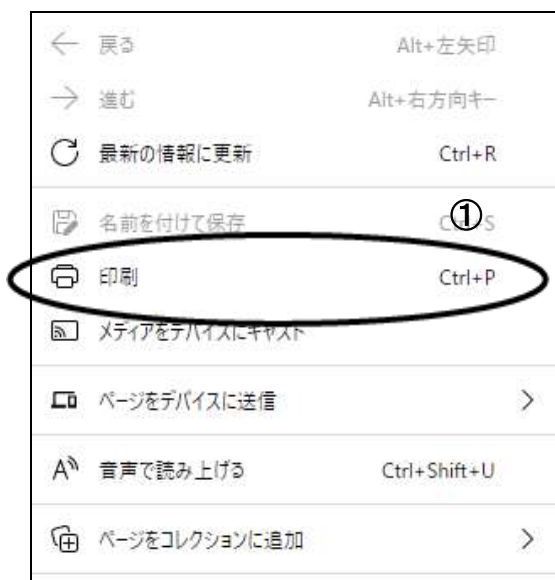 戻る Alt+左矢印
進む Alt+右方向キー
最新の情報に更新 Ctrl+R
名前を付けて保存 ① S
印刷 Ctrl+P
メディアをデバイスにキャスト
ページをデバイスに送信
音声で読み上げる Ctrl+Shift+U
ページをコレクションに追加